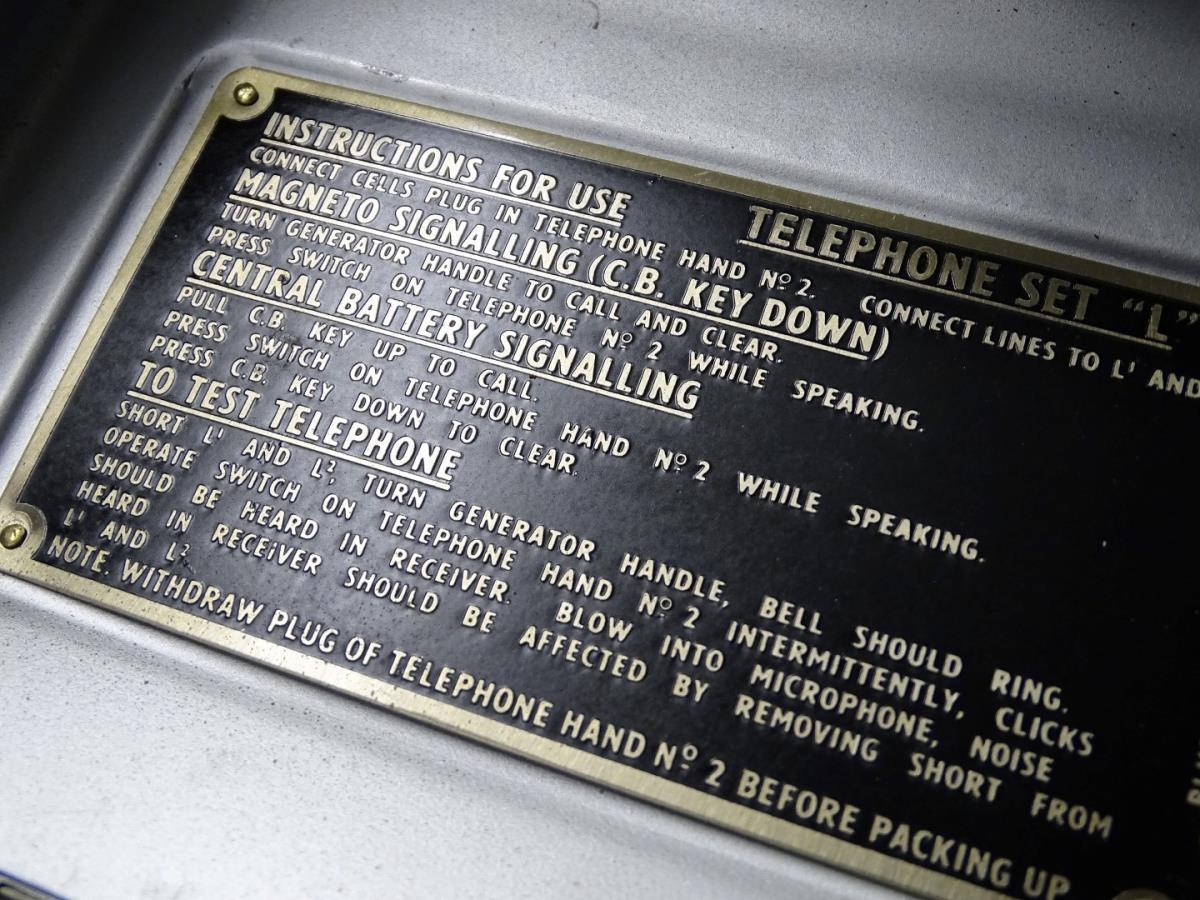 TELEPHONE SET "L"
INSTRUCTIONS FOR USE
CONNECT CELLS PLUG IN TELEPHONE HAND Nº 2. CONNECT LINES TO L¹ AND
MAGNETO SIGNALLING (C.B. KEY DOWN)
TURN GENERATOR HANDLE TO CALL AND CLEAR.
PRESS SWITCH ON TELEPHONE Nº 2 WHILE SPEAKING.
CENTRAL BATTERY SIGNALLING
PULL C.B. KEY UP TO CALL.
PRESS SWITCH ON TELEPHONE HAND Nº 2 WHILE SPEAKING.
PRESS C.B. KEY DOWN TO CLEAR.
TO TEST TELEPHONE
SHORT L¹ AND L², TURN GENERATOR HANDLE, BELL SHOULD RING.
OPERATE SWITCH ON TELEPHONE HAND Nº 2 INTERMITTENTLY, CLICKS
SHOULD BE HEARD IN RECEIVER. BLOW INTO MICROPHONE, NOISE
HEARD IN RECEIVER SHOULD BE AFFECTED BY REMOVING SHORT FROM
L¹ AND L²
NOTE. WITHDRAW PLUG OF TELEPHONE HAND Nº 2 BEFORE PACKING UP